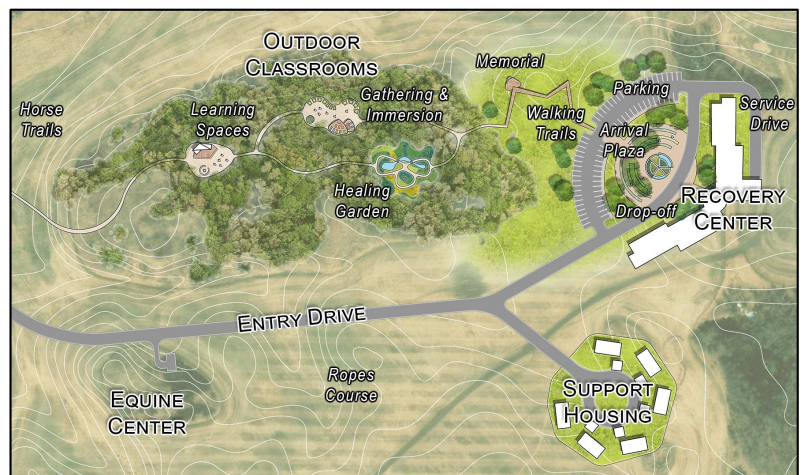 Outdoor
Classrooms
Memorial
Horse
Trails
Learning
Spaces
Gathering &
Immersion
Walking
Trails
Parking
Service
Drive
Arrival
Plaza
Healing
Garden
Drop-off
Recovery
Center
Entry Drive
Ropes
Course
Equine
Center
Support
Housing